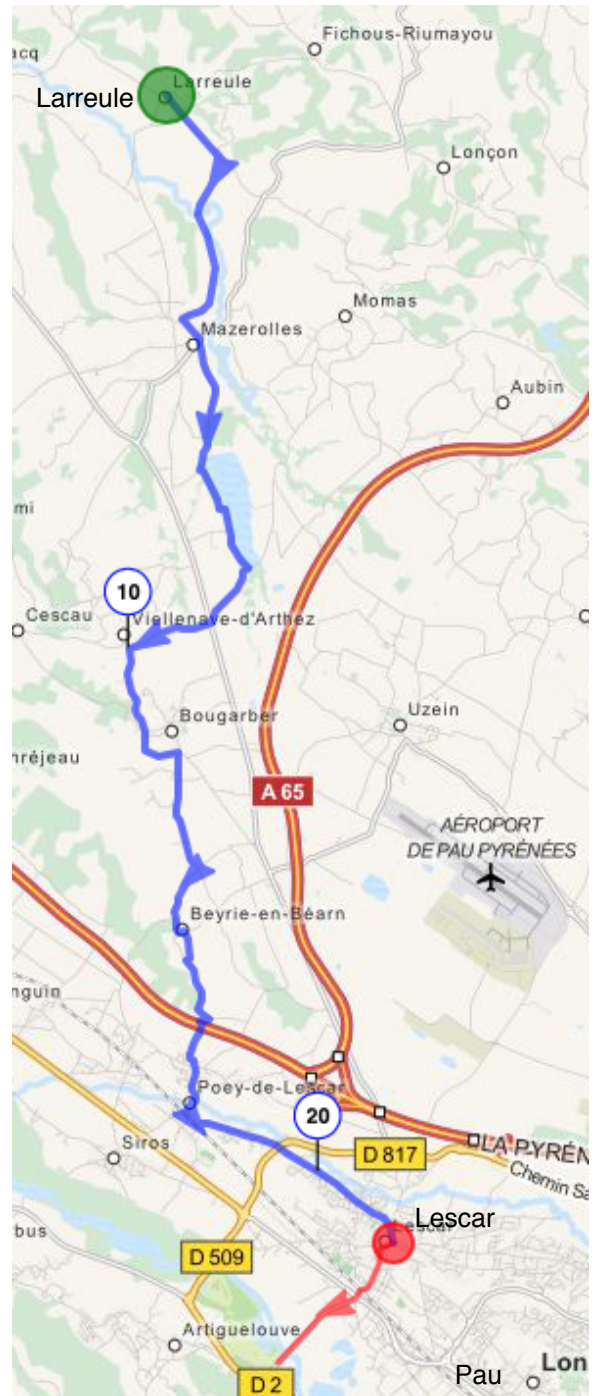 Fichous-Riumayou
acq
Larreule
Larreule
Lonçon
Momas
Mazerolles
Aubin
mi
10
Cescau
Viellenave-d'Arthez
Bougarber
Uzein
nréjeau
A 65
AÉROPORT
DE PAU PYRÉNÉES
Beyrie-en-Béarn
nguin
Poey-de-Lescar
20
Siros
D 817
LA PYRÉN
Chemin Sa
Lescar
Lescar
bus
D 509
Artiguelouve
D 2
Pau
Lon